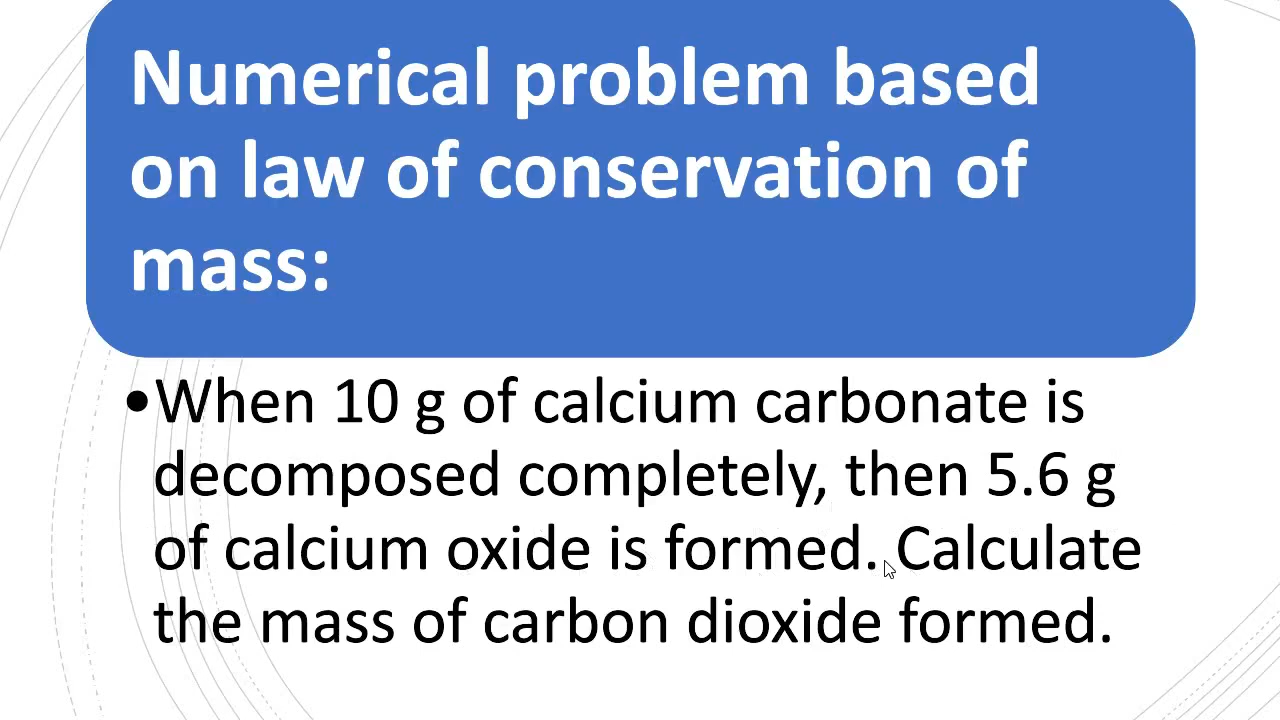 Numerical problem based
on law of conservation of
mass:
•When 10 g of calcium carbonate is
decomposed completely, then 5.6 g
of calcium oxide is formed. Calculate
the mass of carbon dioxide formed.